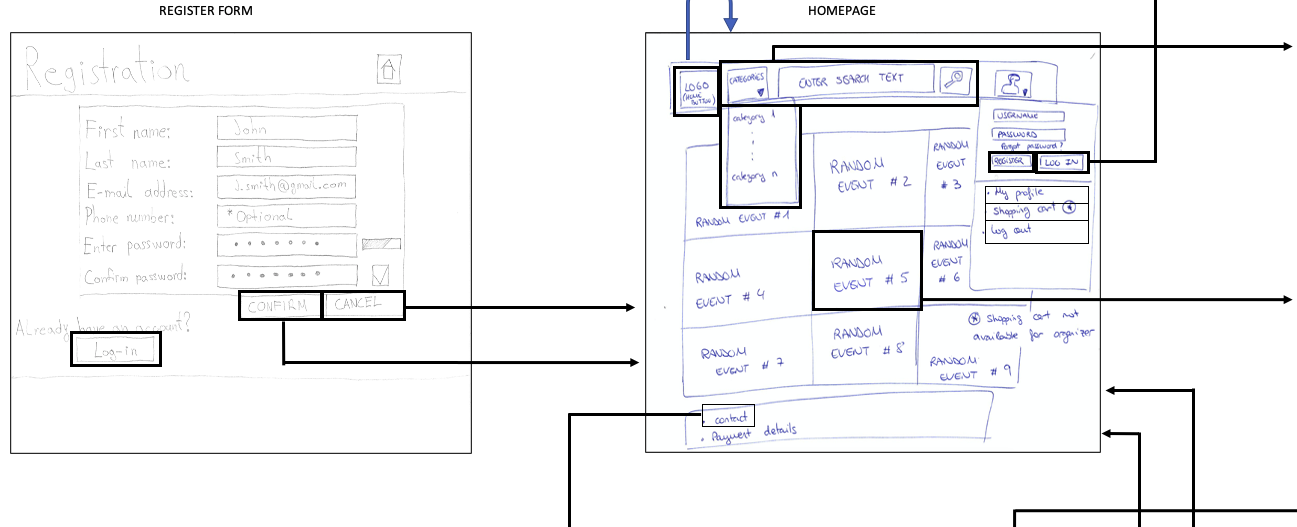 REGISTER FORM
Registration
First name:
John
Last name:
Smith
E-mail address:
J.smith@gmail.com
Phone number:
* Optional
Enter password:
Confirm password:
CONFIRM
CANCEL
Already have an account?
Log-in
HOMEPAGE
LOGO
(HOME
BUTTON)
CATEGORIES
ENTER SEARCH TEXT
category 1
category n
USERNAME
PASSWORD
Forgot password?
REGISTER
LOG IN
My profile
Shopping cart *
Log out
RANDOM EVENT #1
RANDOM
EVENT #2
RANDOM
EVENT
#3
RANDOM
EVENT #4
RANDOM
EVENT #5
RANDOM
EVENT
#6
RANDOM
EVENT #7
RANDOM
EVENT #8
RANDOM
EVENT #9
* Shopping cart not
available for organizer
• contact
• Payment details